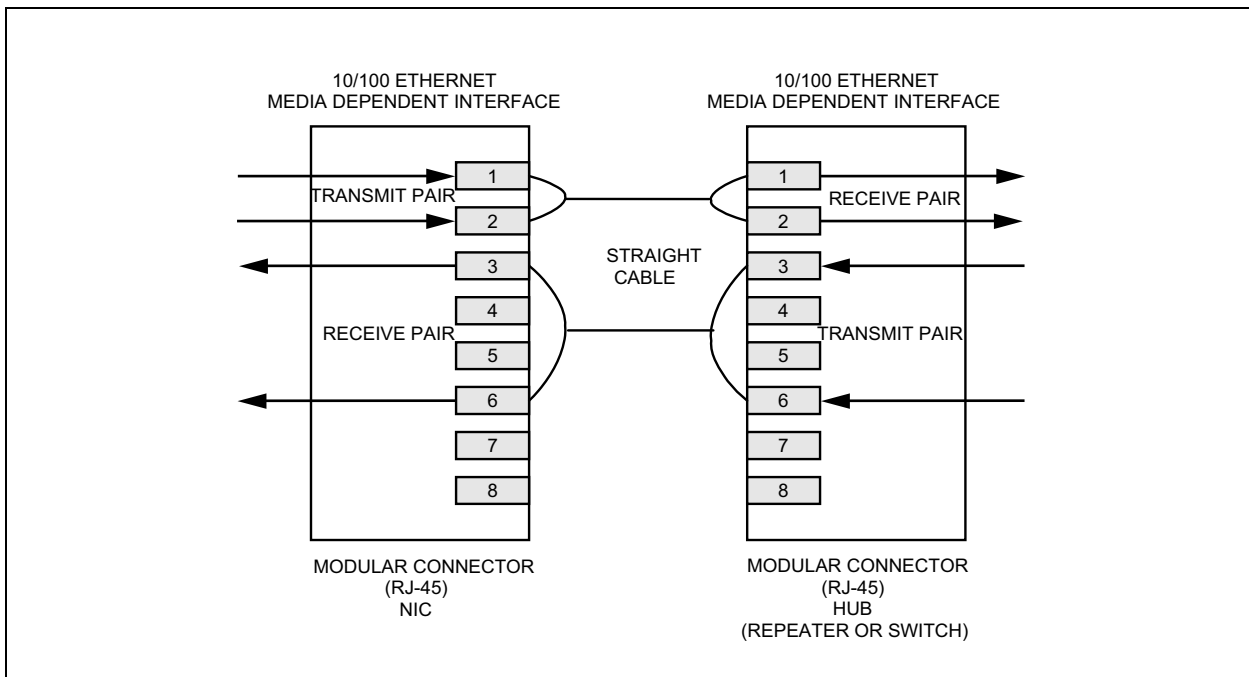 10/100 ETHERNET
MEDIA DEPENDENT INTERFACE
10/100 ETHERNET
MEDIA DEPENDENT INTERFACE
1
TRANSMIT PAIR
2
3
4
RECEIVE PAIR
5
6
7
8
STRAIGHT
CABLE
1
RECEIVE PAIR
2
3
4
TRANSMIT PAIR
5
6
7
8
MODULAR CONNECTOR
(RJ-45)
NIC
MODULAR CONNECTOR
(RJ-45)
HUB
(REPEATER OR SWITCH)